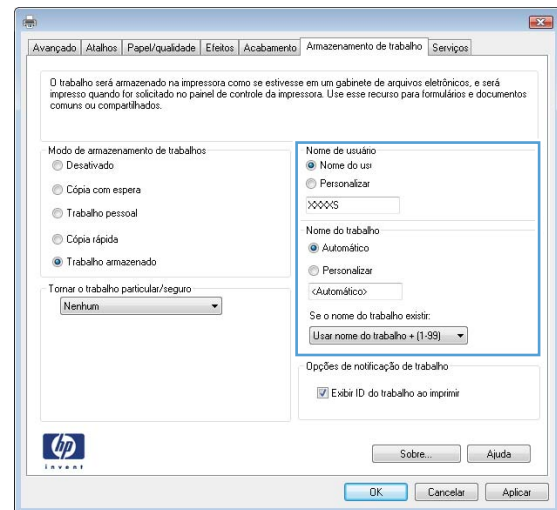 Avançado Atalhos Papel/qualidade Efeitos Acabamento Armazenamento de trabalho Serviços
O trabalho será armazenado na impressora como se estivesse em um gabinete de arquivos eletrônicos, e será
impresso quando for solicitado no painel de controle da impressora. Use esse recurso para formulários e documentos
comuns ou compartilhados.
Modo de armazenamento de trabalhos
Desativado
Cópia com espera
Trabalho pessoal
Cópia rápida
Trabalho armazenado
Tornar o trabalho particular/seguro
Nenhum
Nome de usuário
Nome do usı
Personalizar
XXXXS
Nome do trabalho
Automático
Personalizar
<Automático>
Se o nome do trabalho existir:
Usar nome do trabalho + (1-99)
Opções de notificação de trabalho
Exibir ID do trabalho ao imprimir
hp
invent
Sobre... Ajuda
OK Cancelar Aplicar